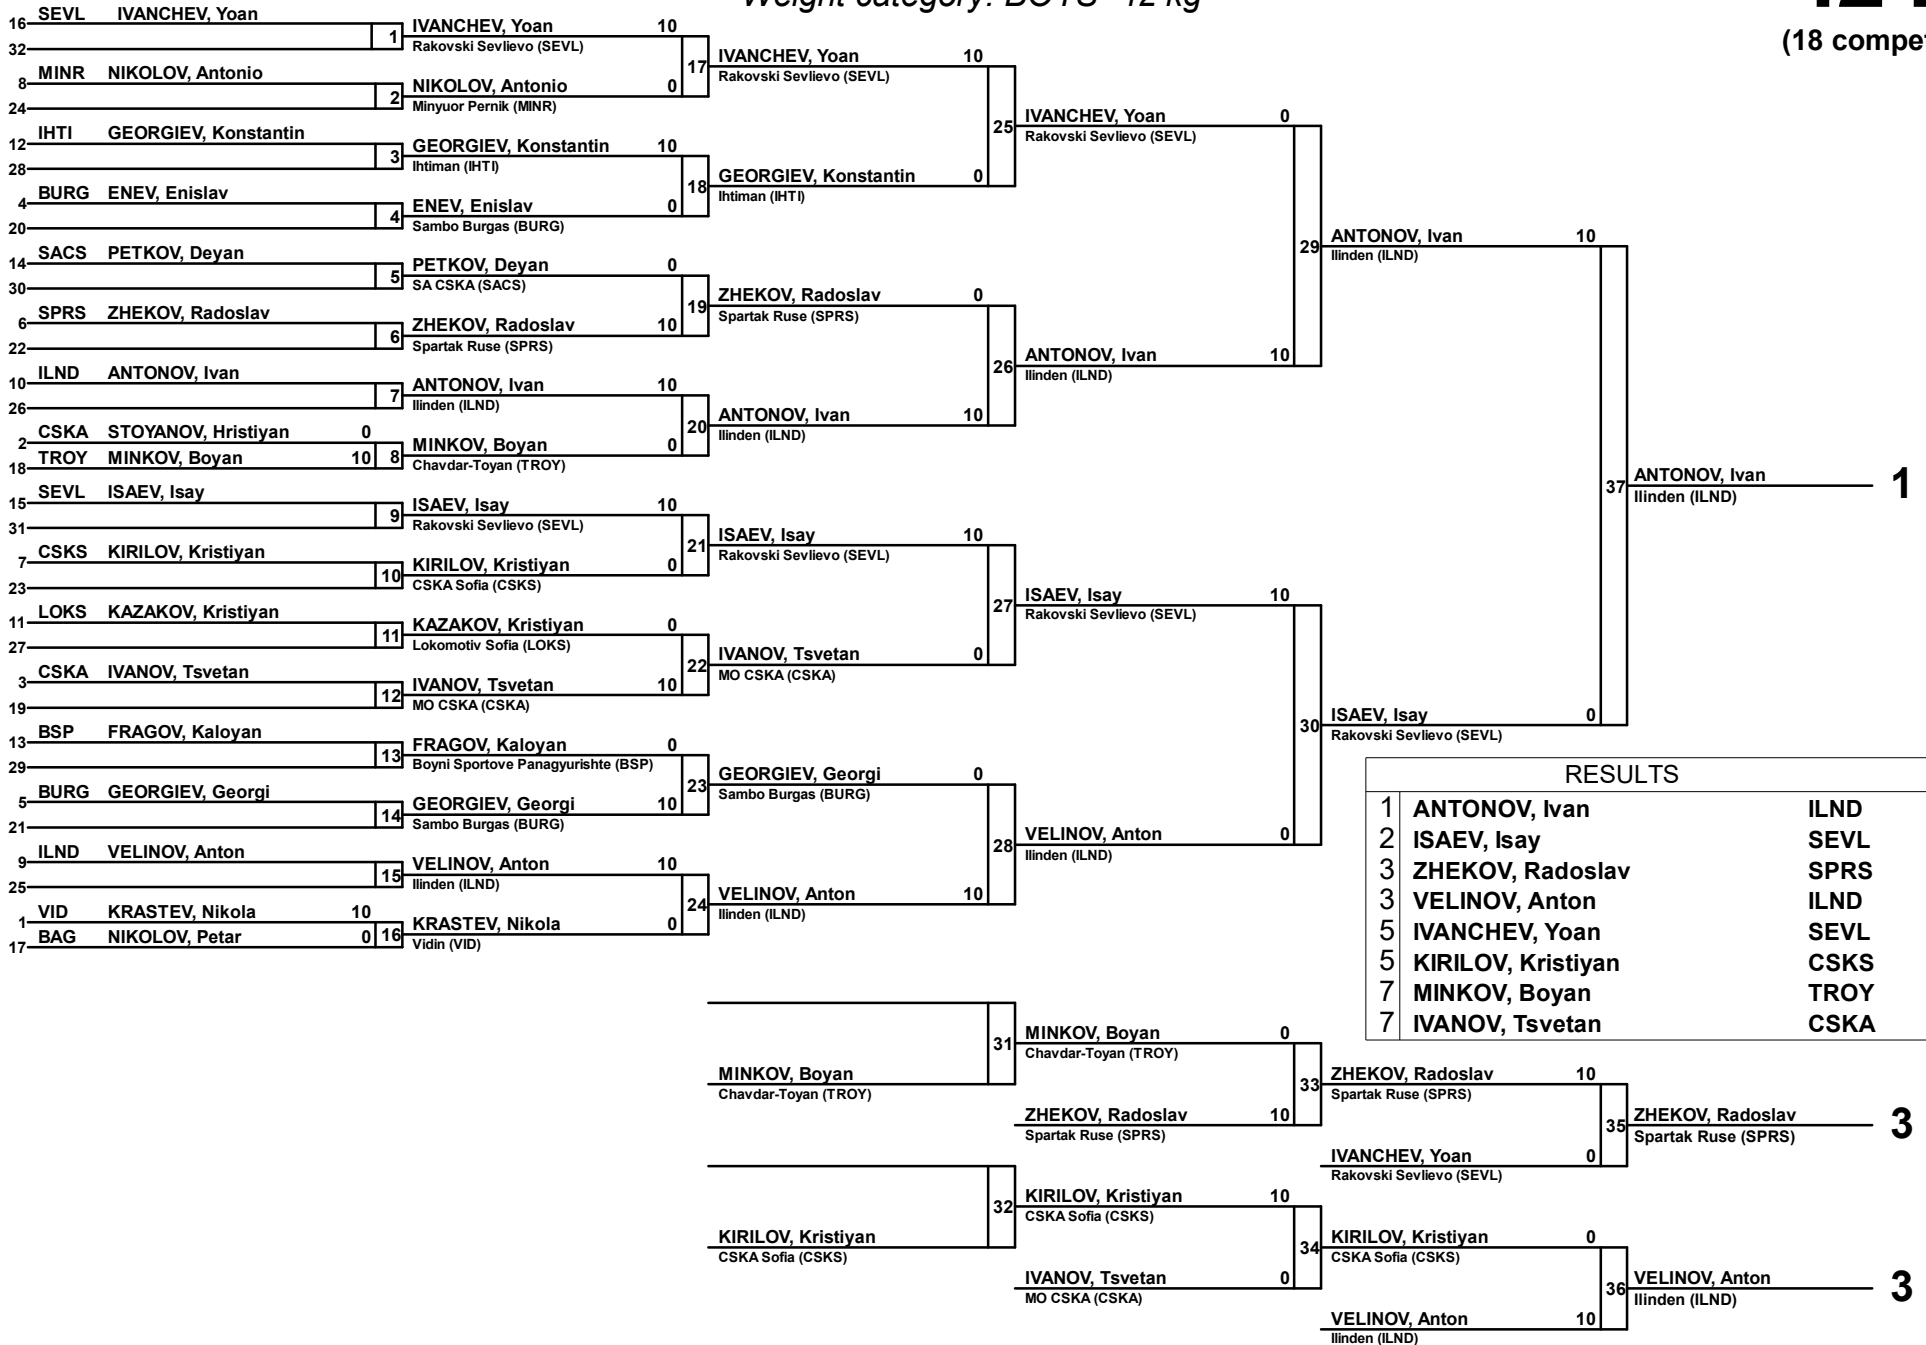 Weight category: BOYS -42 kg
(18 compet
16 SEVL IVANCHEV, Yoan
32
1
8 MINR NIKOLOV, Antonio
24
2
12 IHTI GEORGIEV, Konstantin
28
3
4 BURG ENEV, Enislav
20
4
14 SACS PETKOV, Deyan
30
5
6 SPRS ZHEKOV, Radoslav
22
6
10 ILND ANTONOV, Ivan
26
7
2 CSKA STOYANOV, Hristiyan 0
18 TROY MINKOV, Boyan 10
8
15 SEVL ISAEV, Isay
31
9
7 CSKS KIRILOV, Kristiyan
23
10
11 LOKS KAZAKOV, Kristiyan
27
11
3 CSKA IVANOV, Tsvetan
19
12
13 BSP FRAGOV, Kaloyan
29
13
5 BURG GEORGIEV, Georgi
21
14
9 ILND VELINOV, Anton
25
15
1 VID KRASTEV, Nikola 10
17 BAG NIKOLOV, Petar 0
16
IVANCHEV, Yoan 10
Rakovski Sevlievo (SEVL)
17
NIKOLOV, Antonio 0
Minyuor Pernik (MINR)
GEORGIEV, Konstantin 10
Ihtiman (IHTI)
18
ENEV, Enislav 0
Sambo Burgas (BURG)
PETKOV, Deyan 0
SA CSKA (SACS)
19
ZHEKOV, Radoslav 10
Spartak Ruse (SPRS)
ANTONOV, Ivan 10
Ilinden (ILND)
20
MINKOV, Boyan 0
Chavdar-Toyan (TROY)
ISAEV, Isay 10
Rakovski Sevlievo (SEVL)
21
KIRILOV, Kristiyan 0
CSKA Sofia (CSKS)
KAZAKOV, Kristiyan 0
Lokomotiv Sofia (LOKS)
22
IVANOV, Tsvetan 10
MO CSKA (CSKA)
FRAGOV, Kaloyan 0
Boyni Sportove Panagyurishte (BSP)
23
GEORGIEV, Georgi 10
Sambo Burgas (BURG)
VELINOV, Anton 10
Ilinden (ILND)
24
KRASTEV, Nikola 0
Vidin (VID)
IVANCHEV, Yoan 10
Rakovski Sevlievo (SEVL)
25
GEORGIEV, Konstantin 0
Ihtiman (IHTI)
ZHEKOV, Radoslav 0
Spartak Ruse (SPRS)
26
ANTONOV, Ivan 10
Ilinden (ILND)
ISAEV, Isay 10
Rakovski Sevlievo (SEVL)
27
IVANOV, Tsvetan 0
MO CSKA (CSKA)
GEORGIEV, Georgi 0
Sambo Burgas (BURG)
28
VELINOV, Anton 10
Ilinden (ILND)
IVANCHEV, Yoan 0
Rakovski Sevlievo (SEVL)
29
ANTONOV, Ivan 10
Ilinden (ILND)
ISAEV, Isay 10
Rakovski Sevlievo (SEVL)
30
VELINOV, Anton 0
Ilinden (ILND)
ANTONOV, Ivan 10
Ilinden (ILND)
37
ISAEV, Isay 0
Rakovski Sevlievo (SEVL)
ANTONOV, Ivan
Ilinden (ILND)
1
RESULTS
1 ANTONOV, Ivan ILND
2 ISAEV, Isay SEVL
3 ZHEKOV, Radoslav SPRS
3 VELINOV, Anton ILND
5 IVANCHEV, Yoan SEVL
5 KIRILOV, Kristiyan CSKS
7 MINKOV, Boyan TROY
7 IVANOV, Tsvetan CSKA
31
MINKOV, Boyan
Chavdar-Toyan (TROY)
MINKOV, Boyan 0
Chavdar-Toyan (TROY)
33
ZHEKOV, Radoslav 10
Spartak Ruse (SPRS)
ZHEKOV, Radoslav 10
Spartak Ruse (SPRS)
35
IVANCHEV, Yoan 0
Rakovski Sevlievo (SEVL)
ZHEKOV, Radoslav
Spartak Ruse (SPRS)
3
32
KIRILOV, Kristiyan
CSKA Sofia (CSKS)
KIRILOV, Kristiyan 10
CSKA Sofia (CSKS)
34
IVANOV, Tsvetan 0
MO CSKA (CSKA)
KIRILOV, Kristiyan 0
CSKA Sofia (CSKS)
36
VELINOV, Anton 10
Ilinden (ILND)
VELINOV, Anton
Ilinden (ILND)
3